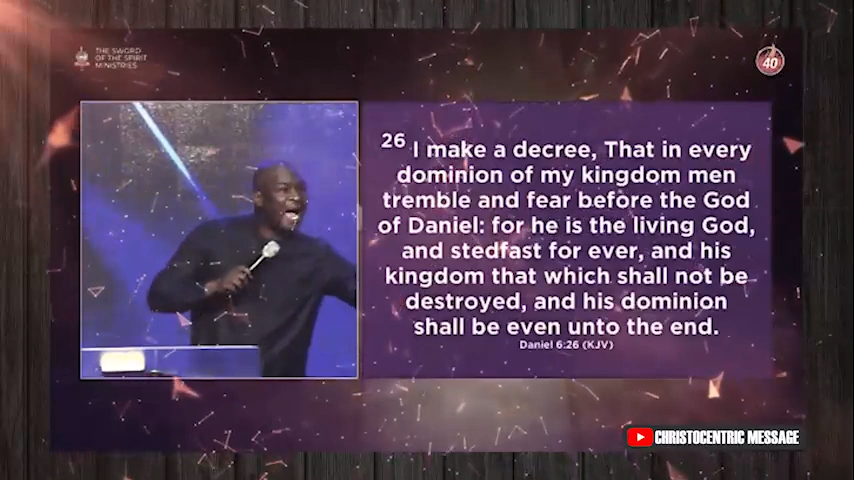 THE SWORD
OF THE SPIRIT
MINISTRIES
40
26 I make a decree, That in every
dominion of my kingdom men
tremble and fear before the God
of Daniel: for he is the living God,
and stedfast for ever, and his
kingdom that which shall not be
destroyed, and his dominion
shall be even unto the end.
Daniel 6:26 (KJV)
CHRISTOCENTRIC MESSAGE